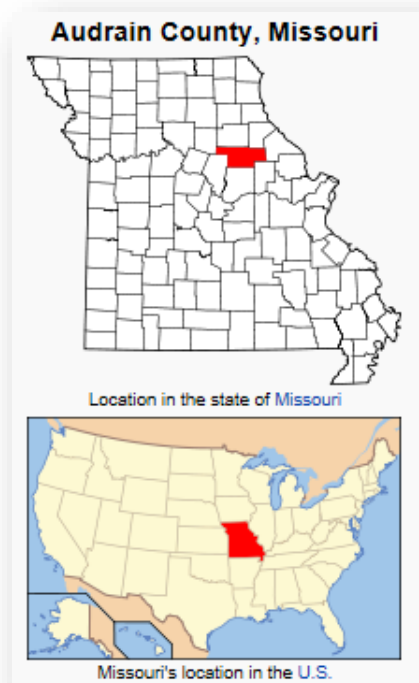 Audrain County, Missouri
Location in the state of Missouri
Missouri's location in the U.S.